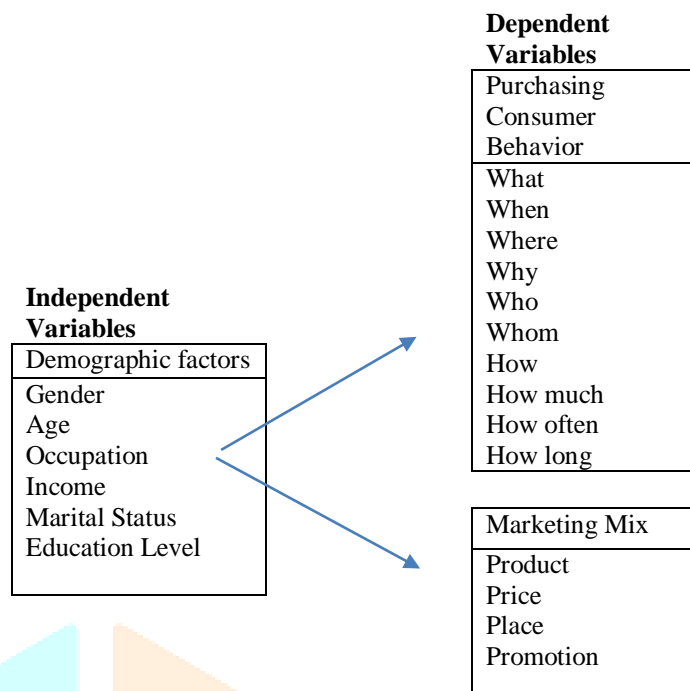 Independent
Variables
Demographic factors
Gender
Age
Occupation
Income
Marital Status
Education Level
Dependent
Variables
Purchasing
Consumer
Behavior
What
When
Where
Why
Who
Whom
How
How much
How often
How long
Marketing Mix
Product
Price
Place
Promotion